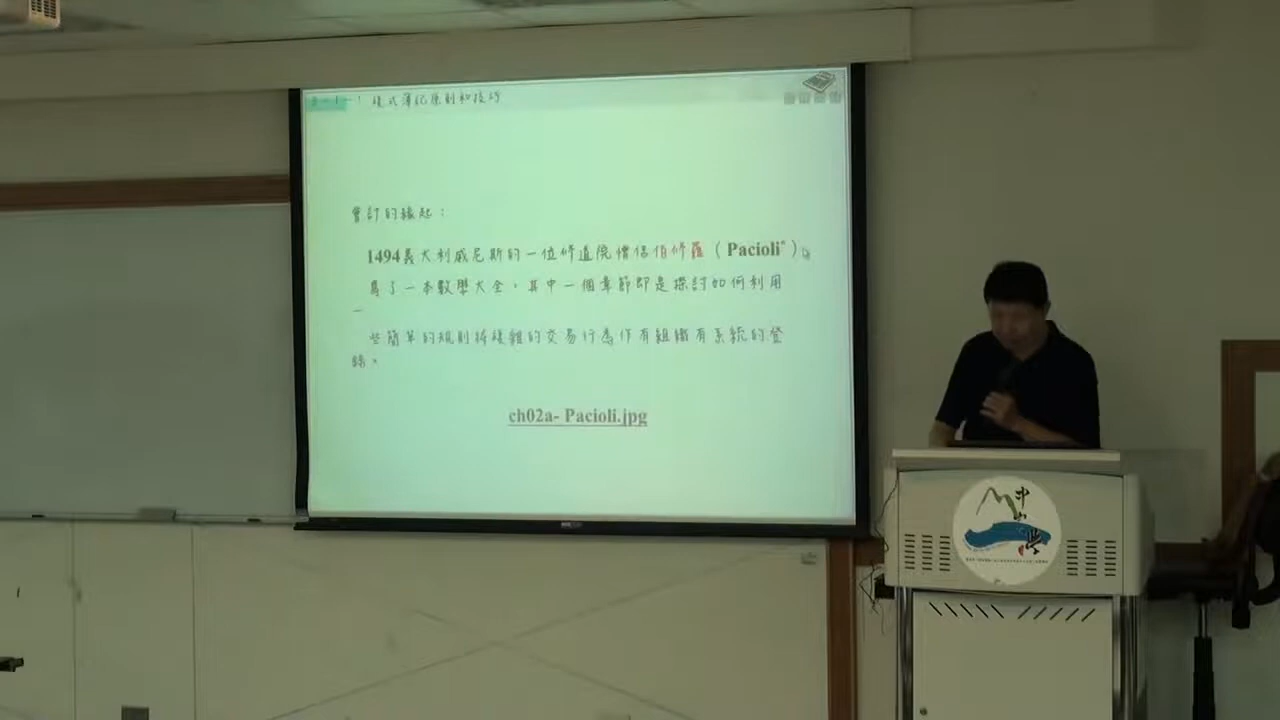 複式簿記原則和技巧
會計的緣起：
1494義大利威尼斯的一位修道院僧侶伯修羅（Pacioli"）
寫了一本數學大全，其中一個章節即是探討如何利用
一
些簡單的規則將複雜的交易行為作有組織有系統的登
錄。
ch02a- Pacioli.jpg
中山學